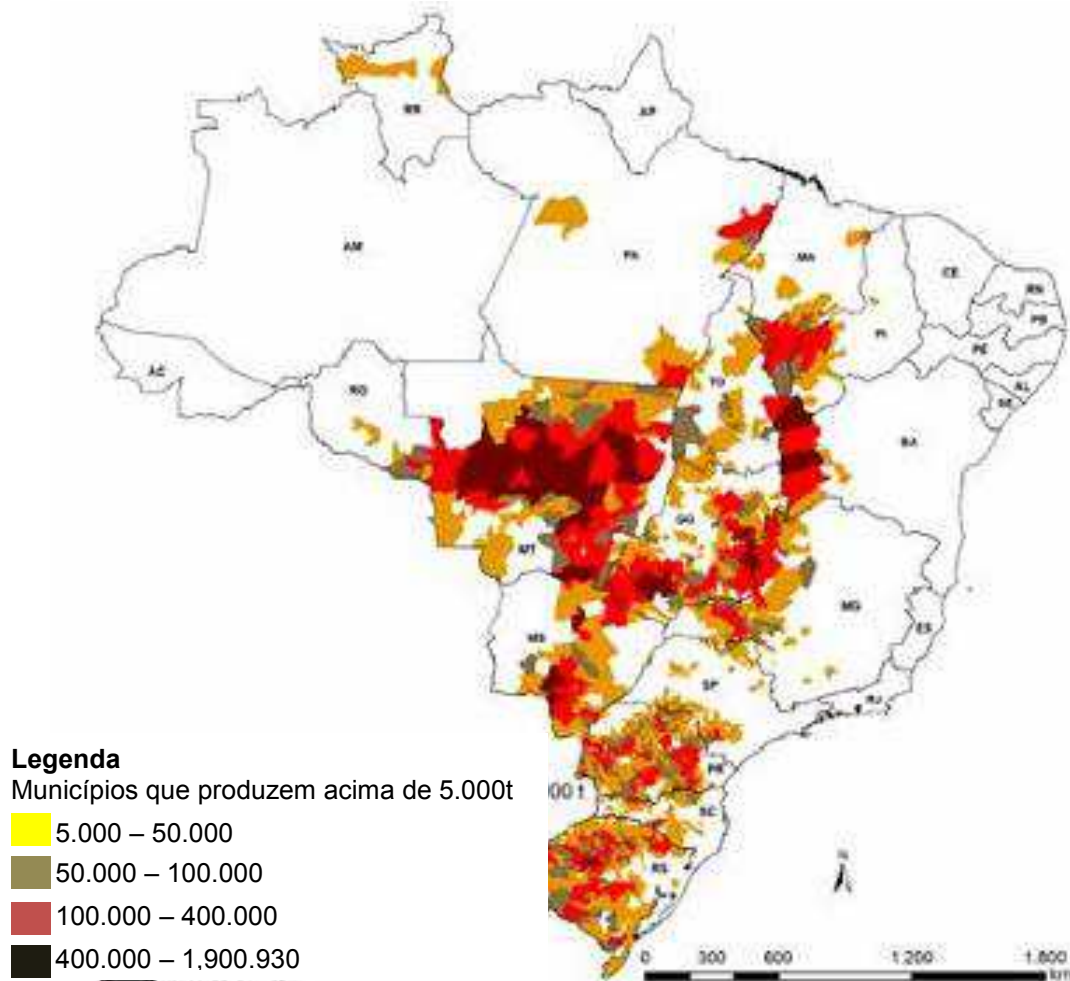 RR
AP
AM
PA
MA
CE
RN
PB
PI
PE
AL
SE
AC
RO
TO
BA
GO
MT
MG
ES
MS
SP
RJ
PR
SC
RS
N
000 t
Legenda
Municípios que produzem acima de 5.000t
5.000 – 50.000
50.000 – 100.000
100.000 – 400.000
400.000 – 1,900.930
0 300 600 1.200 1.800
km